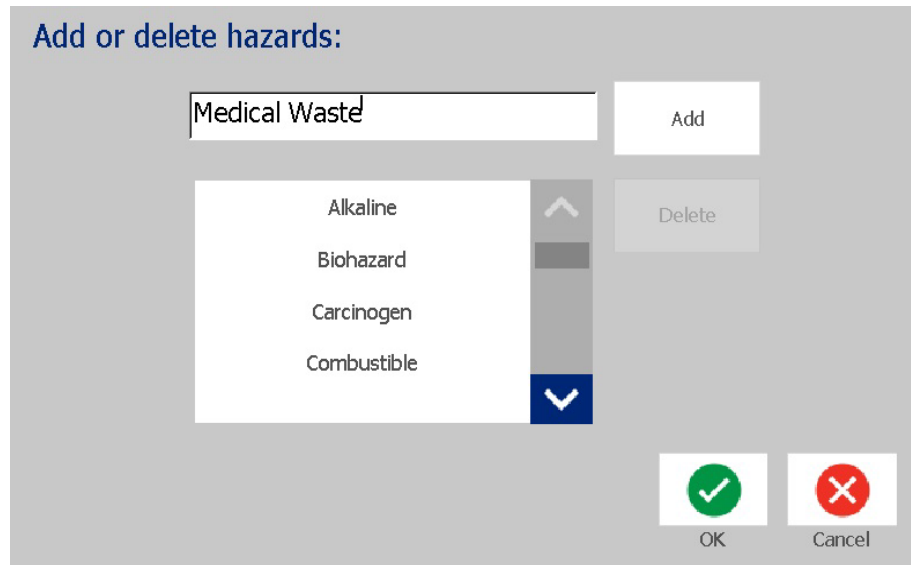 Add or delete hazards:
Medical Waste
Add
Alkaline
Delete
Biohazard
Carcinogen
Combustible
OK
Cancel